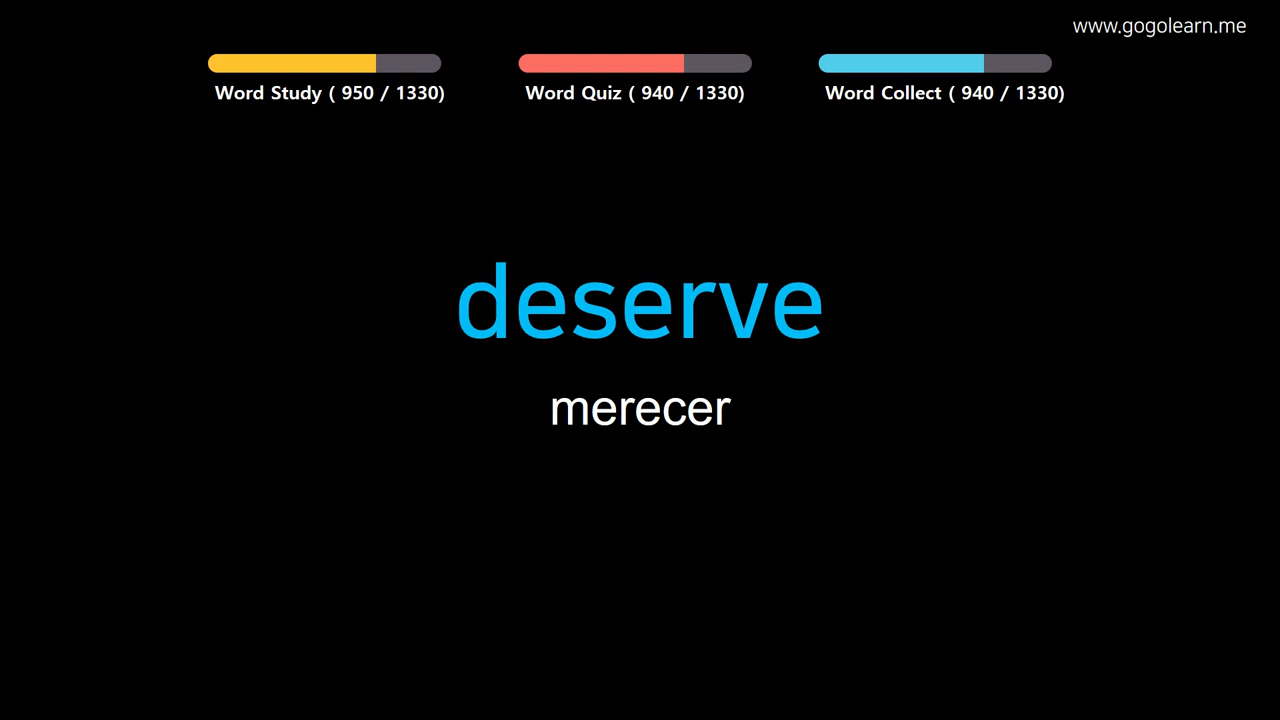 www.gogolearn.me
Word Study ( 950 / 1330)
Word Quiz ( 940 / 1330)
Word Collect ( 940 / 1330)
deserve
merecer